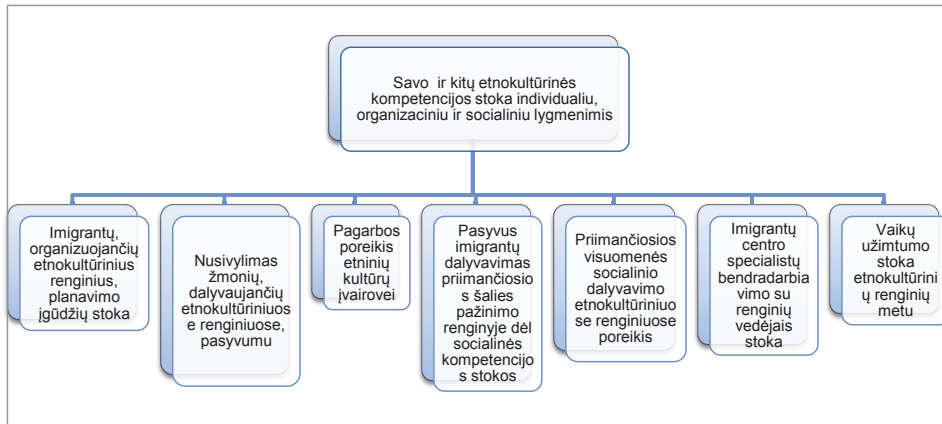 Savo ir kitų etnokultūrinės
kompetencijos stoka individualiu,
organizaciniu ir socialiniu lygmenimis
Imigrantų,
organizuojančių
etnokultūrinius
renginius,
planavimo
įgūdžių stoka
Nusivylimas
žmonių,
dalyvaujančių
etnokultūriniuos
e renginiuose,
pasyvumu
Pagarbos
poreikis
etninių
kultūrų
įvairovei
Pasyvus
imigrantų
dalyvavimas
priimančiosio
s šalies
pažinimo
renginyje dėl
socialinės
kompetencijo
s stokos
Priimančiosios
visuomenės
socialinio
dalyvavimo
etnokultūriniuo
se renginiuose
poreikis
Imigrantų
centro
specialistų
bendradarbia
vimo su
renginių
vedėjais
stoka
Vaikų
užimtumo
stoka
etnokultūrini
ų renginių
metu